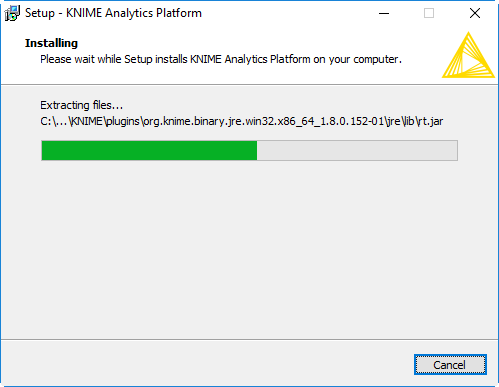 Setup - KNIME Analytics Platform
Installing
Please wait while Setup installs KNIME Analytics Platform on your computer.
Extracting files...
C:\...\KNIME\plugins\org.knime.binary.jre.win32.x86_64_1.8.0.152-01\jre\lib\rt.jar
Cancel